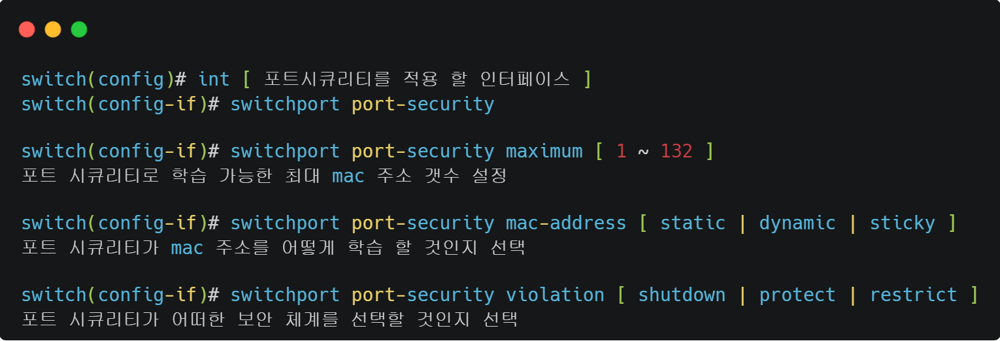 switch(config)# int [ 포트시큐리티를 적용 할 인터페이스 ]
switch(config-if)# switchport port-security
switch(config-if)# switchport port-security maximum [ 1 ~ 132 ]
포트 시큐리티로 학습 가능한 최대 mac 주소 갯수 설정
switch(config-if)# switchport port-security mac-address [ static | dynamic | sticky ]
포트 시큐리티가 mac 주소를 어떻게 학습 할 것인지 선택
switch(config-if)# switchport port-security violation [ shutdown | protect | restrict ]
포트 시큐리티가 어떠한 보안 체계를 선택할 것인지 선택